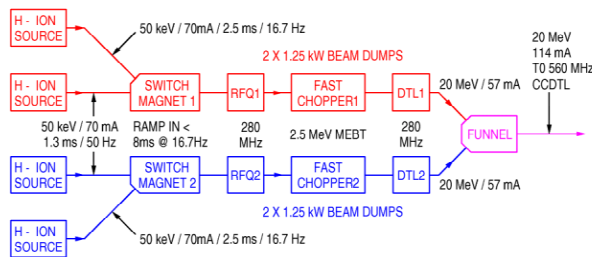 H - ION
SOURCE
50 keV / 70mA / 2.5 ms / 16.7 Hz
2 X 1.25 kW BEAM DUMPS
20 MeV
114 mA
T0 560 MHz
CCDTL
H - ION
SOURCE
SWITCH
MAGNET 1
RFQ1
FAST
CHOPPER1
DTL1
20 MeV / 57 mA
50 keV / 70 mA
1.3 ms / 50 Hz
RAMP IN <
8ms @ 16.7Hz
280
MHz
2.5 MeV MEBT
280
MHz
FUNNEL
H - ION
SOURCE
SWITCH
MAGNET 2
RFQ2
FAST
CHOPPER2
DTL2
20 MeV / 57 mA
2 X 1.25 kW BEAM DUMPS
H - ION
SOURCE
50 keV / 70mA / 2.5 ms / 16.7 Hz